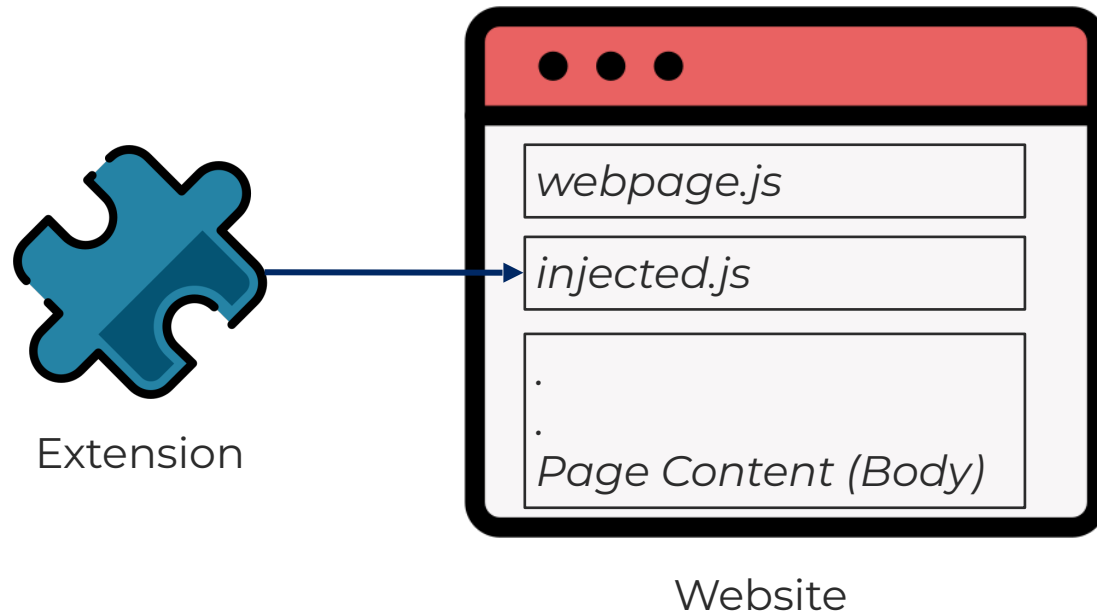 webpage.js
injected.js
.
.
Page Content (Body)
Extension
Website